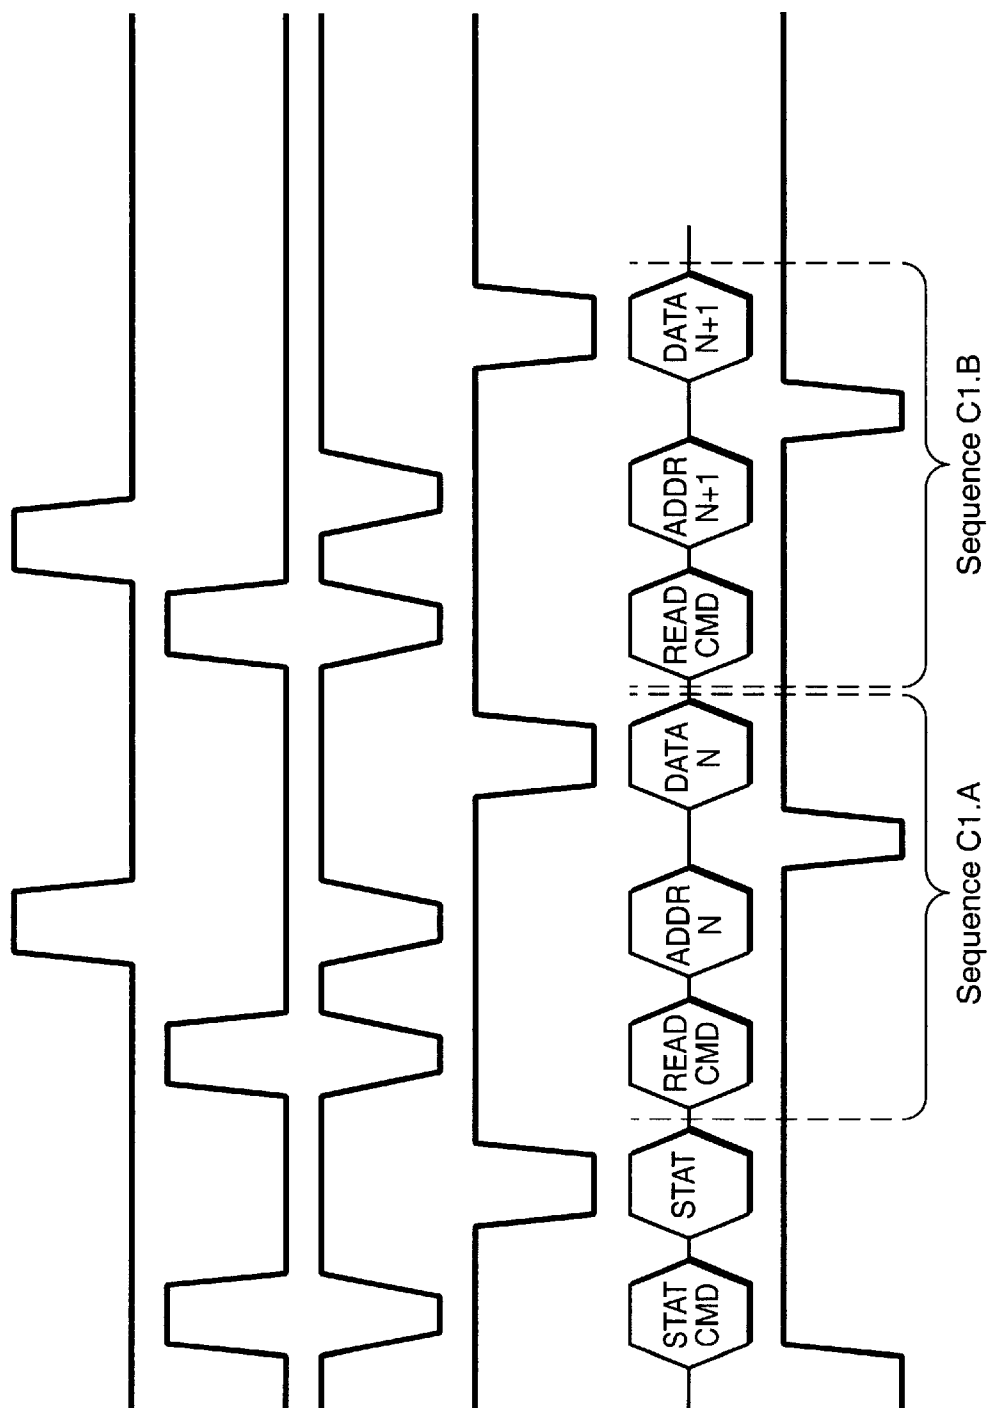 STAT
CMD
STAT
READ
CMD
ADDR
N
DATA
N
READ
CMD
ADDR
N+1
DATA
N+1
Sequence C1.A
Sequence C1.B